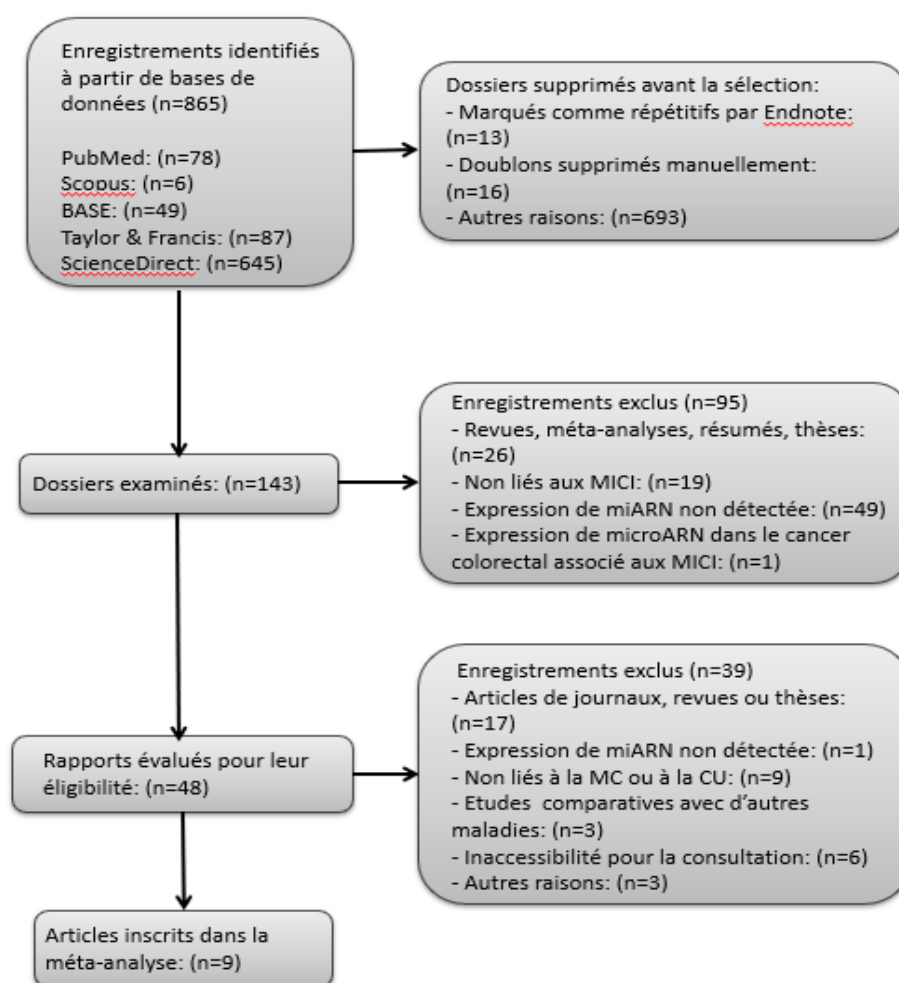 Enregistrements identifiés
à partir de bases de
données (n=865)
PubMed: (n=78)
Scopus: (n=6)
BASE: (n=49)
Taylor & Francis: (n=87)
ScienceDirect: (n=645)
Dossiers supprimés avant la sélection:
- Marqués comme répétitifs par Endnote:
(n=13)
- Doublons supprimés manuellement:
(n=16)
- Autres raisons: (n=693)
Dossiers examinés: (n=143)
Enregistrements exclus (n=95)
- Revues, méta-analyses, résumés, thèses:
(n=26)
- Non liés aux MICI: (n=19)
- Expression de miARN non détectée: (n=49)
- Expression de microARN dans le cancer
colorectal associé aux MICI: (n=1)
Rapports évalués pour leur
éligibilité: (n=48)
Enregistrements exclus (n=39)
- Articles de journaux, revues ou thèses:
(n=17)
- Expression de miARN non détectée: (n=1)
- Non liés à la MC ou à la CU: (n=9)
- Etudes comparatives avec d'autres
maladies: (n=3)
- Inaccessibilité pour la consultation: (n=6)
- Autres raisons: (n=3)
Articles inscrits dans la
méta-analyse: (n=9)